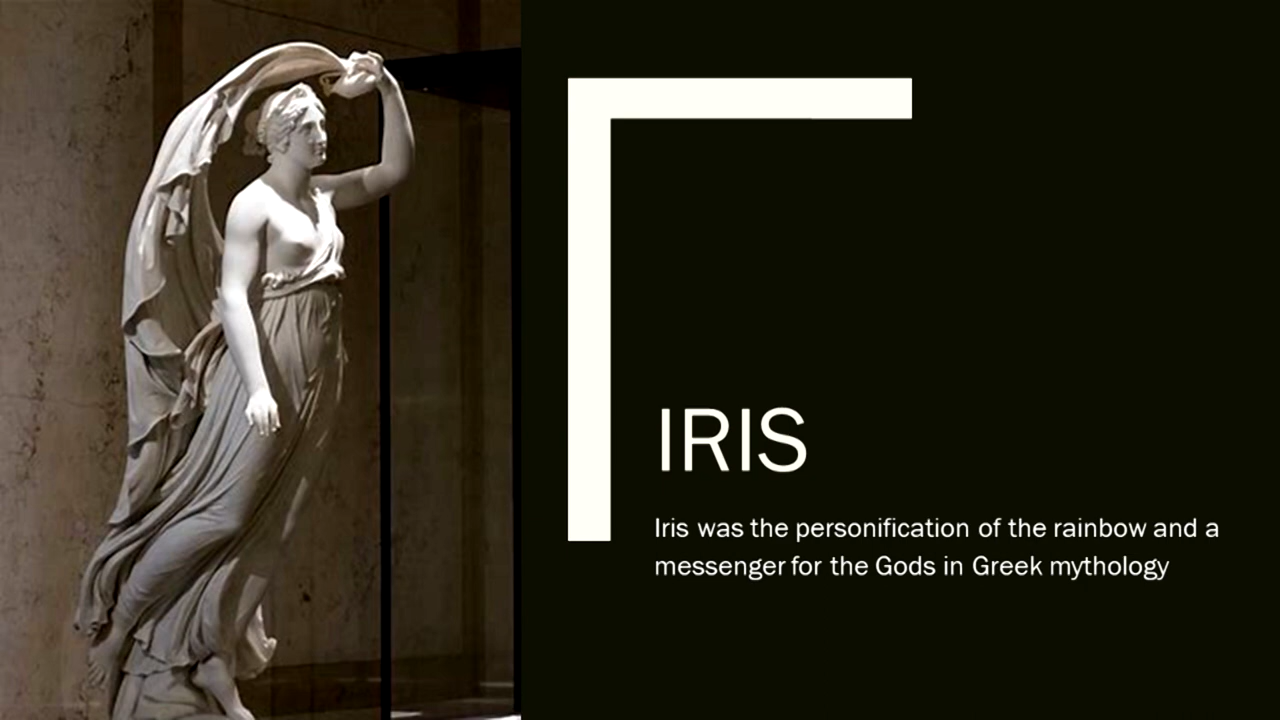 IRIS
Iris was the personification of the rainbow and a
messenger for the Gods in Greek mythology